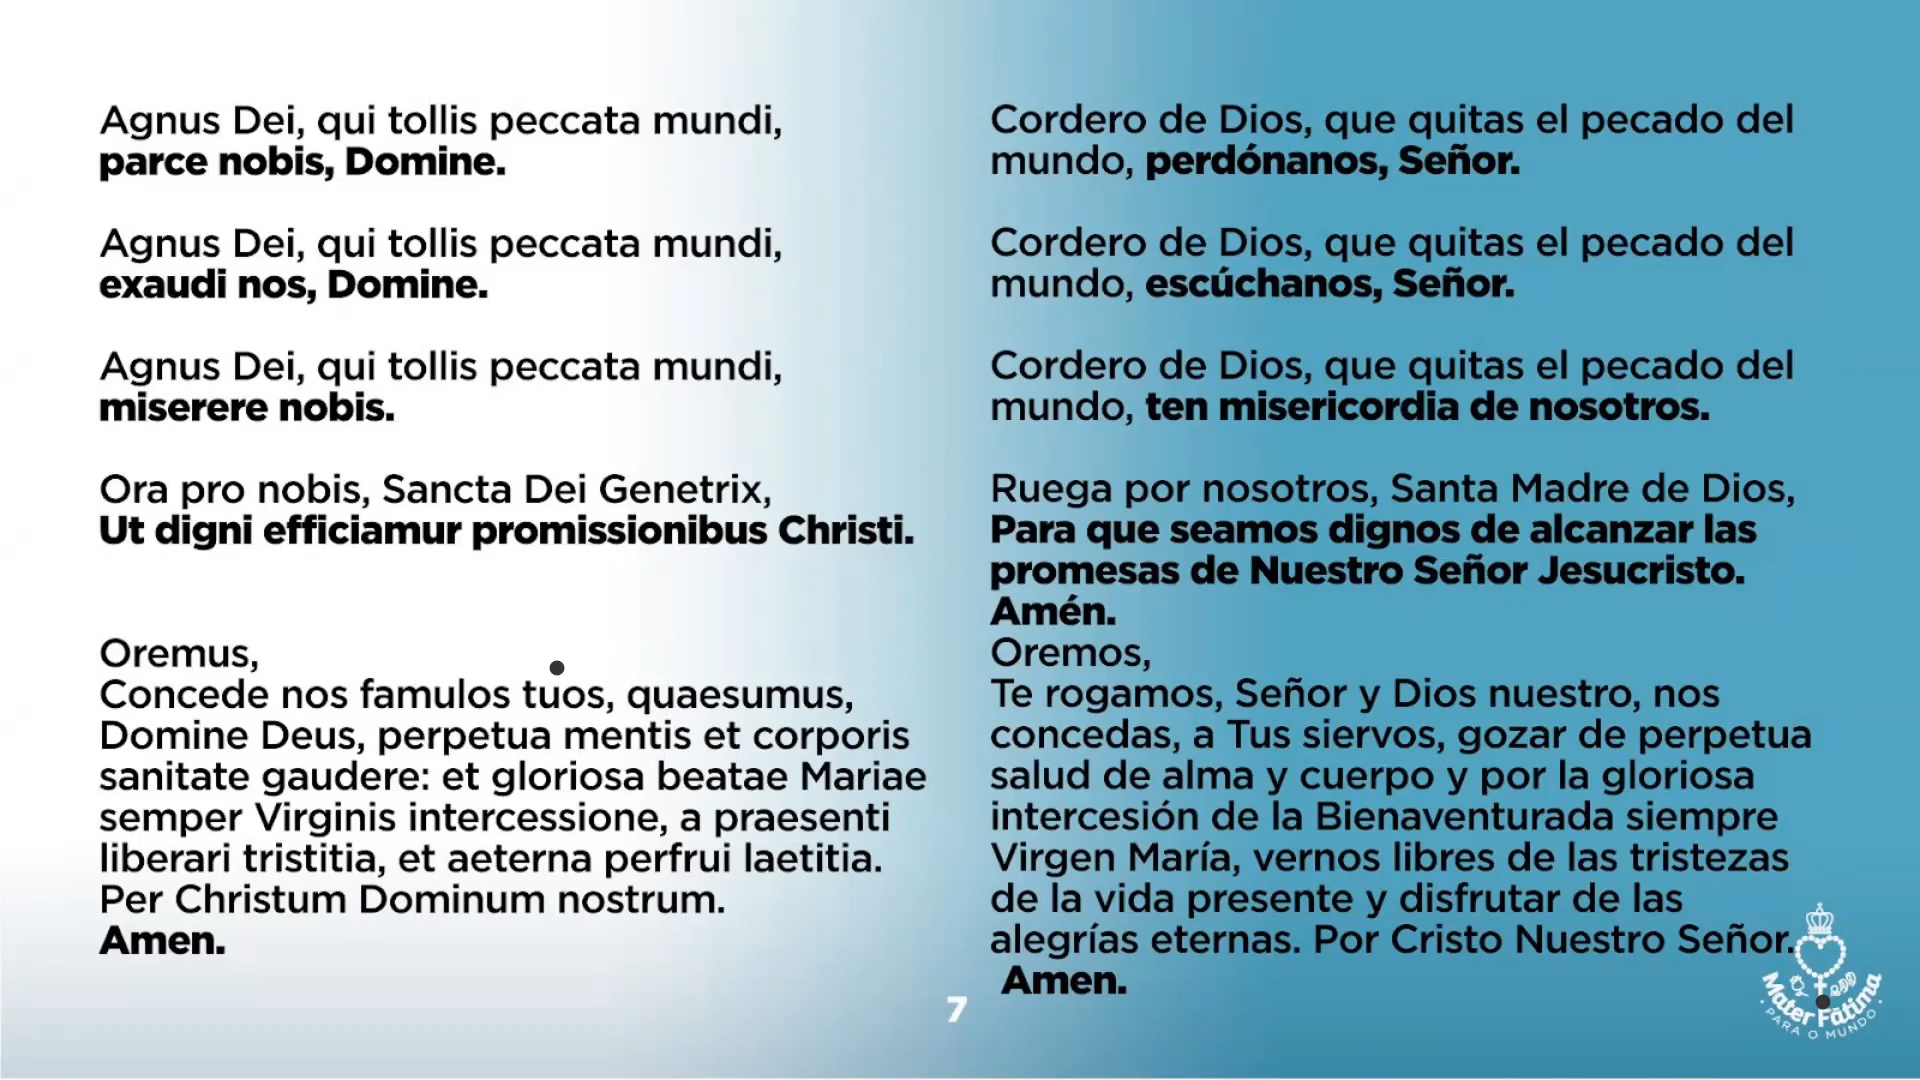 Agnus Dei, qui tollis peccata mundi,
parce nobis, Domine.
Agnus Dei, qui tollis peccata mundi,
exaudi nos, Domine.
Agnus Dei, qui tollis peccata mundi,
miserere nobis.
Ora pro nobis, Sancta Dei Genetrix,
Ut digni efficiamur promissionibus Christi.
Oremus,
Concede nos famulos tuos, quaesumus,
Domine Deus, perpetua mentis et corporis
sanitate gaudere: et gloriosa beatae Mariae
semper Virginis intercessione, a praesenti
liberari tristitia, et aeterna perfrui laetitia.
Per Christum Dominum nostrum.
Amen.
Cordero de Dios, que quitas el pecado del
mundo, perdónanos, Señor.
Cordero de Dios, que quitas el pecado del
mundo, escúchanos, Señor.
Cordero de Dios, que quitas el pecado del
mundo, ten misericordia de nosotros.
Ruega por nosotros, Santa Madre de Dios,
Para que seamos dignos de alcanzar las
promesas de Nuestro Señor Jesucristo.
Amén.
Oremos,
Te rogamos, Señor y Dios nuestro, nos
concedas, a Tus siervos, gozar de perpetua
salud de alma y cuerpo y por la gloriosa
intercesión de la Bienaventurada siempre
Virgen María, vernos libres de las tristezas
de la vida presente y disfrutar de las
alegrías eternas. Por Cristo Nuestro Señor.
Amen.
7
Mater Fátima
PARA O MUNDO